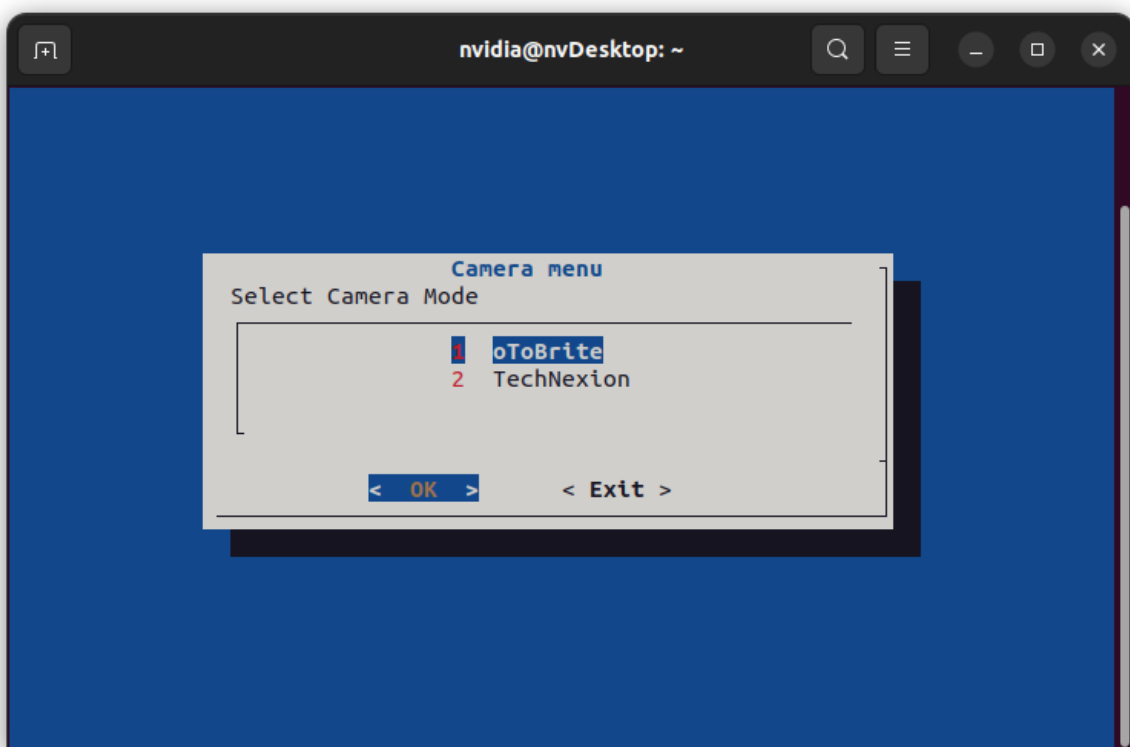 nvidia@nvDesktop: ~
Camera menu
Select Camera Mode
1 oToBrite
2 TechNexion
< OK > < Exit >